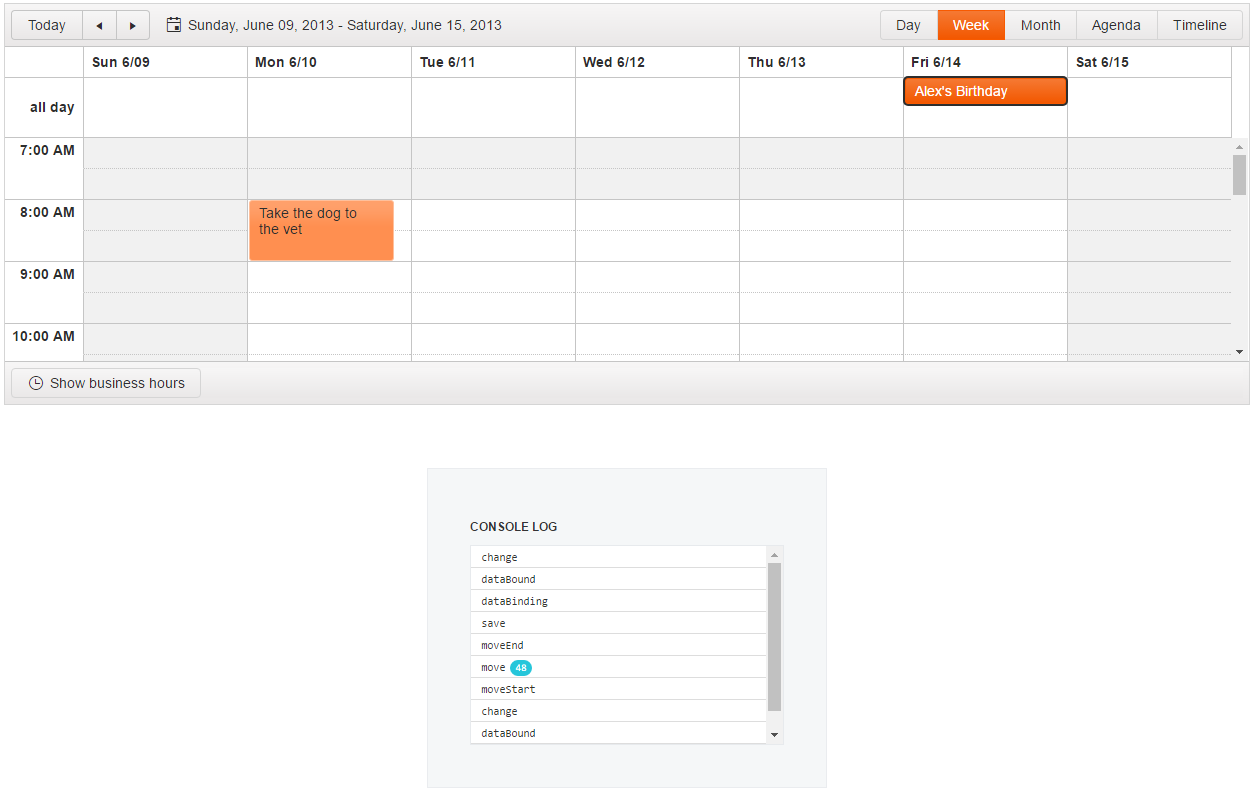 Today
Sunday, June 09, 2013 - Saturday, June 15, 2013
Day
Week
Month
Agenda
Timeline
Sun 6/09
Mon 6/10
Tue 6/11
Wed 6/12
Thu 6/13
Fri 6/14
Sat 6/15
all day
Alex's Birthday
7:00 AM
8:00 AM
Take the dog to
the vet
9:00 AM
10:00 AM
Show business hours
CONSOLE LOG
change
dataBound
dataBinding
save
moveEnd
move 48
moveStart
change
dataBound